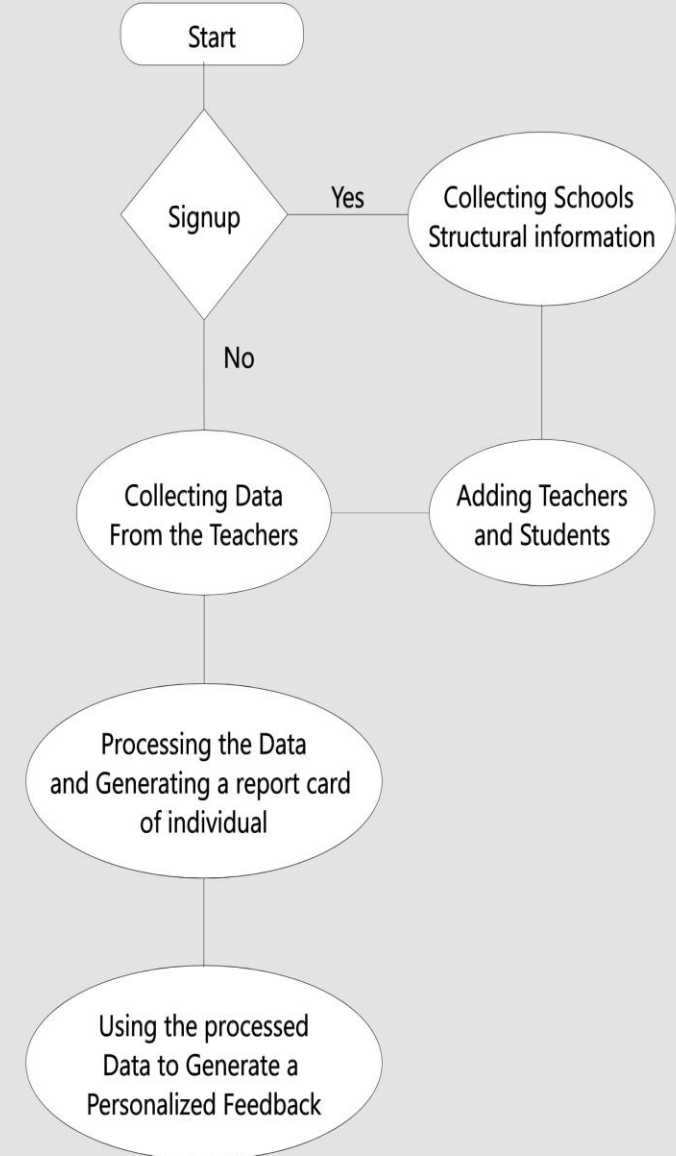 Start
Signup
Yes
Collecting Schools
Structural information
No
Collecting Data
From the Teachers
Adding Teachers
and Students
Processing the Data
and Generating a report card
of individual
Using the processed
Data to Generate a
Personalized Feedback